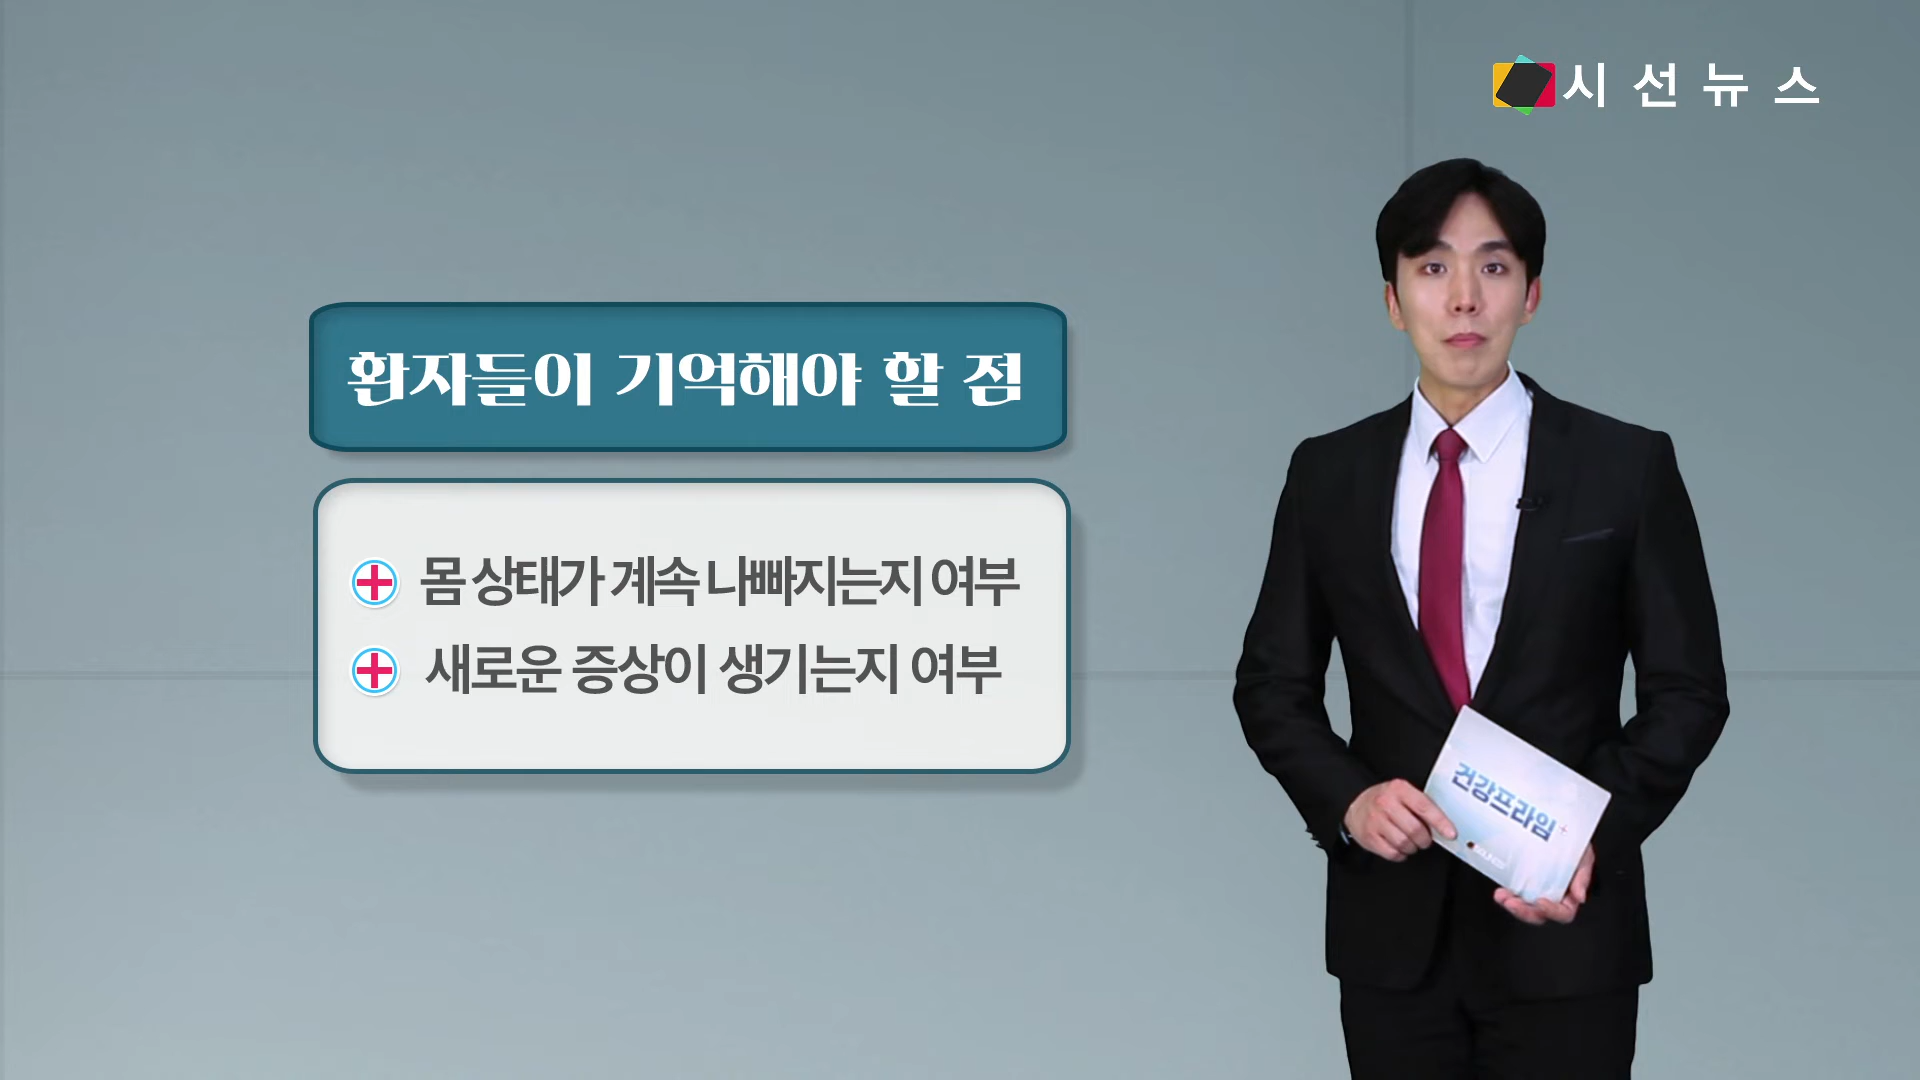 시선뉴스
환자들이 기억해야 할 점
몸 상태가 계속 나빠지는지 여부
새로운 증상이 생기는지 여부
건강프라임